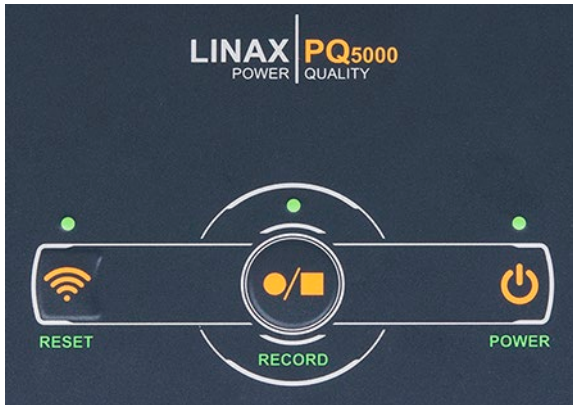 LINAX PQ5000
POWER QUALITY
RESET
RECORD
POWER